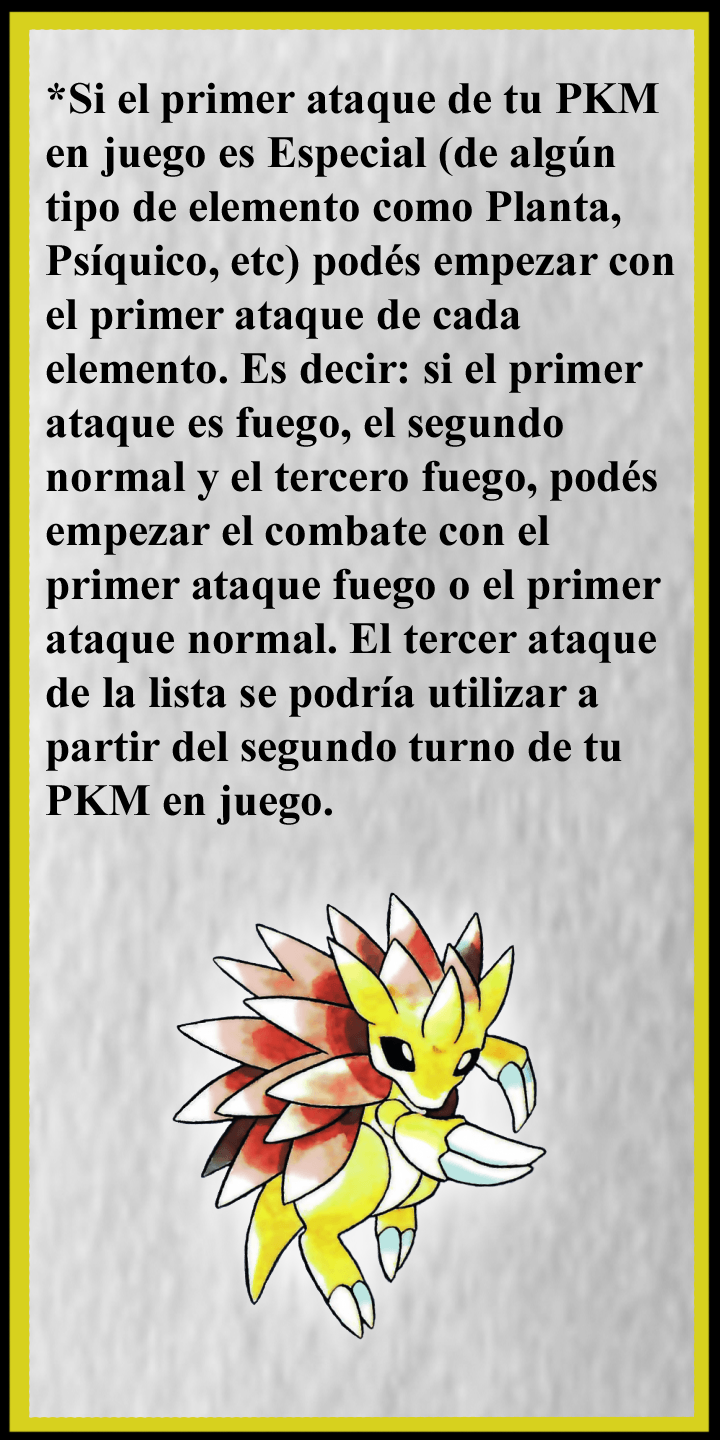 *Si el primer ataque de tu PKM
en juego es Especial (de algún
tipo de elemento como Planta,
Psíquico, etc) podés empezar con
el primer ataque de cada
elemento. Es decir: si el primer
ataque es fuego, el segundo
normal y el tercero fuego, podés
empezar el combate con el
primer ataque fuego o el primer
ataque normal. El tercer ataque
de la lista se podría utilizar a
partir del segundo turno de tu
PKM en juego.